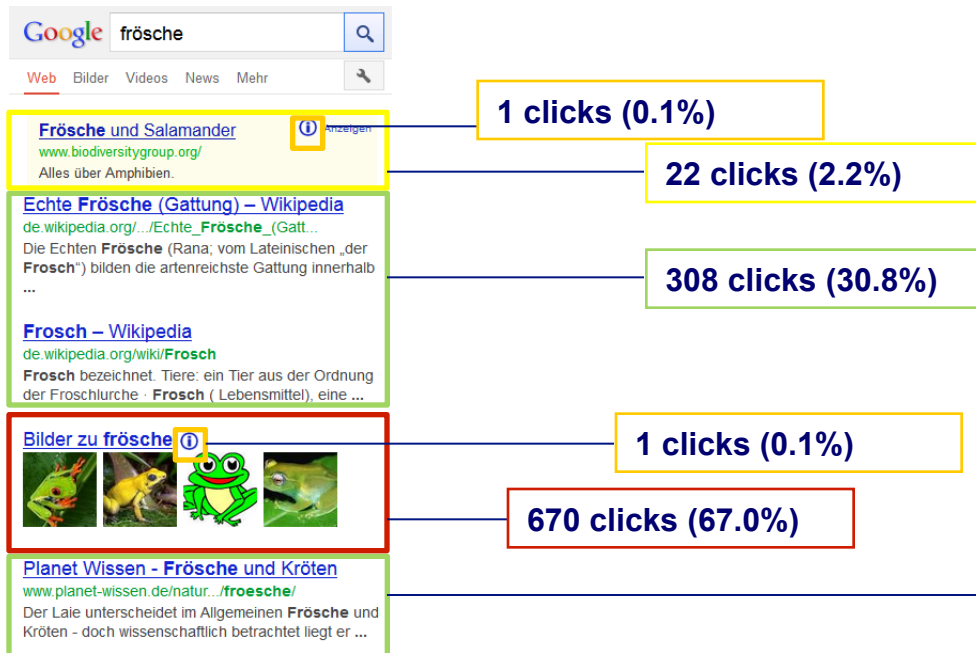 Google frösche
Web Bilder Videos News Mehr
Frösche und Salamander
Anzeigen
www.biodiversitygroup.org/
Alles über Amphibien.
Echte Frösche (Gattung) – Wikipedia
de.wikipedia.org/.../Echte_Frösche_(Gatt...
Die Echten Frösche (Rana; vom Lateinischen „der
Frosch“) bilden die artenreichste Gattung innerhalb
...
Frosch – Wikipedia
de.wikipedia.org/wiki/Frosch
Frosch bezeichnet. Tiere: ein Tier aus der Ordnung
der Froschlurche · Frosch ( Lebensmittel), eine ...
Bilder zu frösche
Planet Wissen - Frösche und Kröten
www.planet-wissen.de/natur.../froesche/
Der Laie unterscheidet im Allgemeinen Frösche und
Kröten - doch wissenschaftlich betrachtet liegt er ...
1 clicks (0.1%)
22 clicks (2.2%)
308 clicks (30.8%)
1 clicks (0.1%)
670 clicks (67.0%)